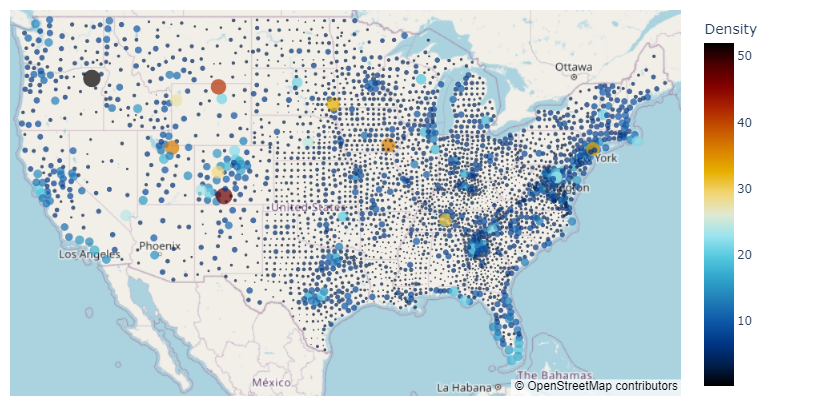 Density
50
40
30
20
10
Ottawa
York
United States
Los Angeles
Phoenix
México
La Habana
The Bahamas
© OpenStreetMap contributors